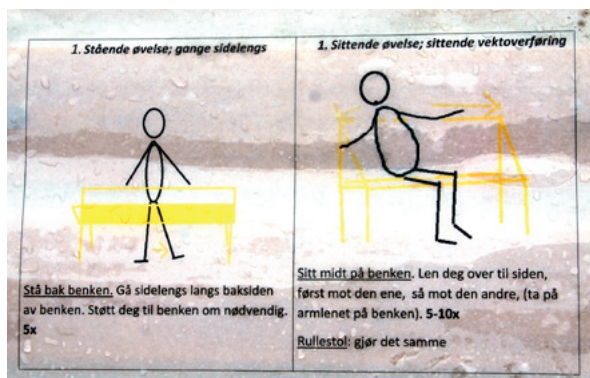 1. Stående øvelse; gange sidelengs
Stå bak benken. Gå sidelengs langs baksiden
av benken. Støtt deg til benken om nødvendig.
5x
1. Sittende øvelse; sittende vektoverføring
Sitt midt på benken. Len deg over til siden,
først mot den ene, så mot den andre, (ta på
armlenet på benken). 5-10x
Rullestol: gjør det samme